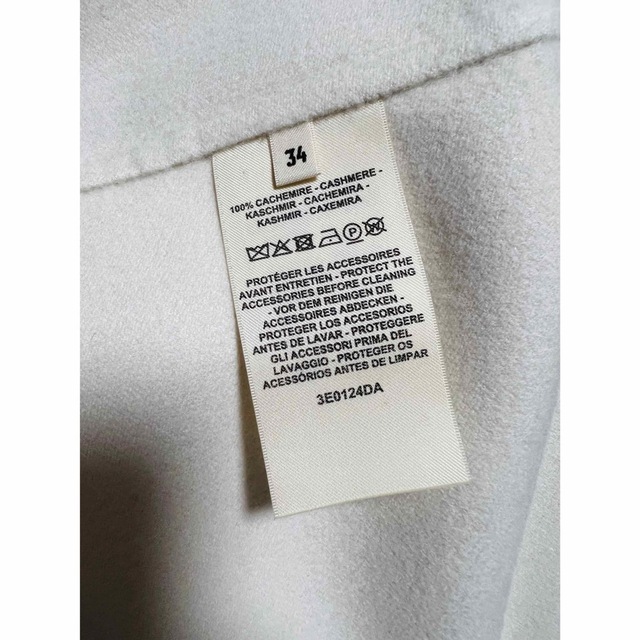 34
100% CACHEMIRE - CASHMERE -
KASCHMIR - CACHEMIRA -
KASHMIR - CAXEMIRA
P W
PROTÉGER LES ACCESSOIRES
AVANT ENTRETIEN - PROTECT THE
ACCESSORIES BEFORE CLEANING
- VOR DEM REINIGEN DIE
ACCESSOIRES ABDECKEN -
PROTEGER LOS ACCESORIOS
ANTES DE LAVAR - PROTEGGERE
GLI ACCESSORI PRIMA DEL
LAVAGGIO - PROTEGER OS
ACESSÓRIOS ANTES DE LIMPAR
3E0124DA